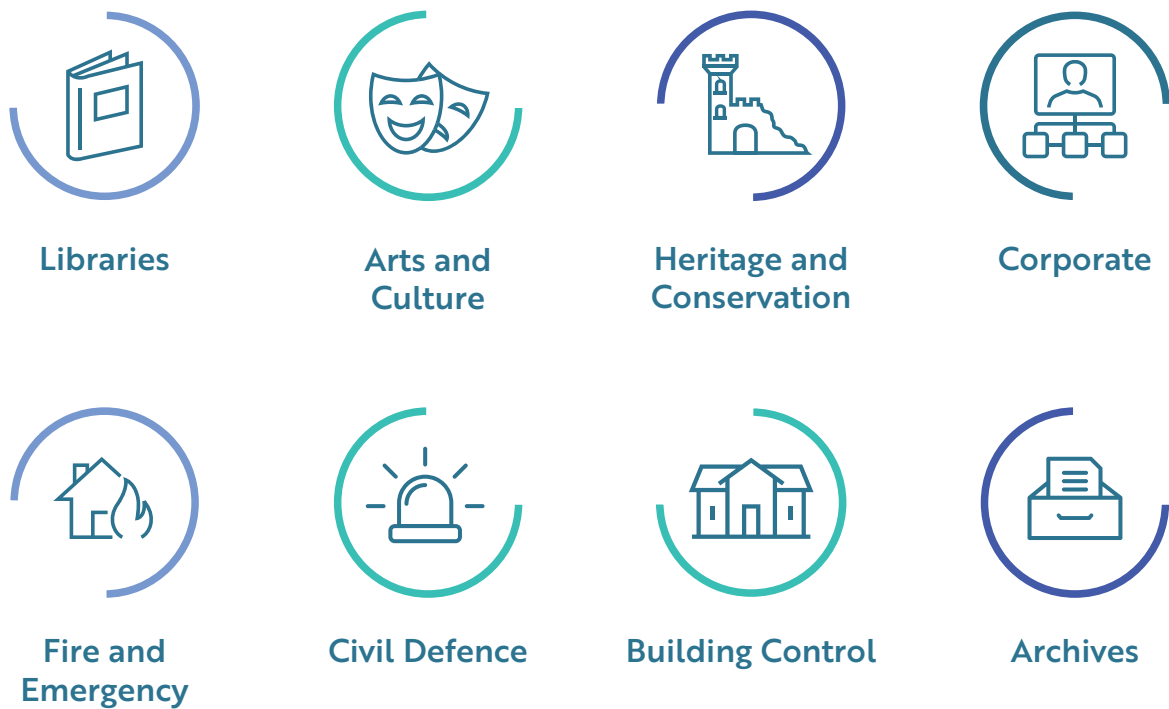 Libraries
Arts and
Culture
Heritage and
Conservation
Corporate
Fire and
Emergency
Civil Defence
Building Control
Archives